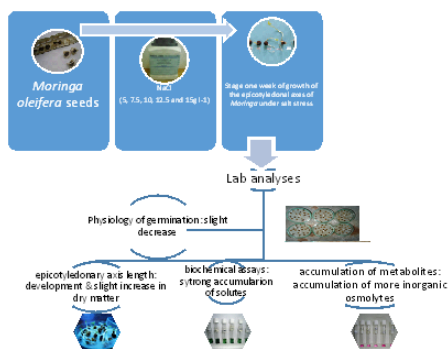 Moringa
oleifera seeds
NaCl
(5, 7.5, 10, 12.5 and 15gl-1)
Stage one week of growth of
the epicotyledonal axes of
Moringa under salt stress
Lab analyses
Physiology of germination: slight
decrease
epicotyledonary axis length:
development & slight increase in
dry matter
biochemical assays:
sytrong accumulation
of solutes
accumulation of metabolites:
accumulation of more inorganic
osmolytes